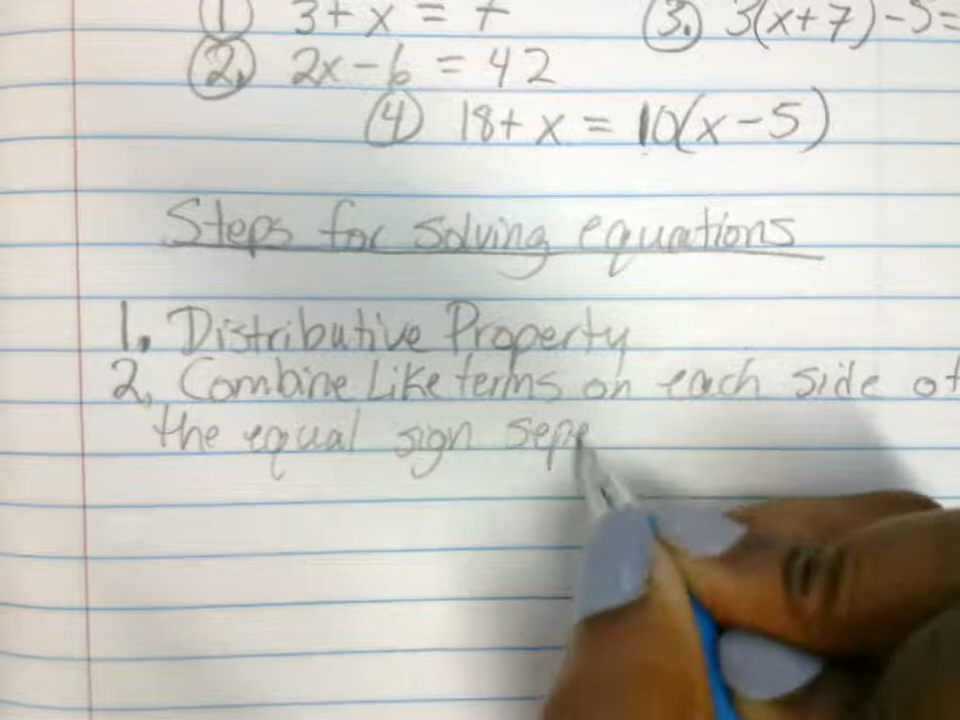 ① 3 + x = 7 ③. 3(x+7)-5=
②. 2x-6 = 42
④ 18+ x = 10(x-5)
Steps for solving equations
1. Distributive Property
2. Combine Like terms on each side of
the equal sign sepe